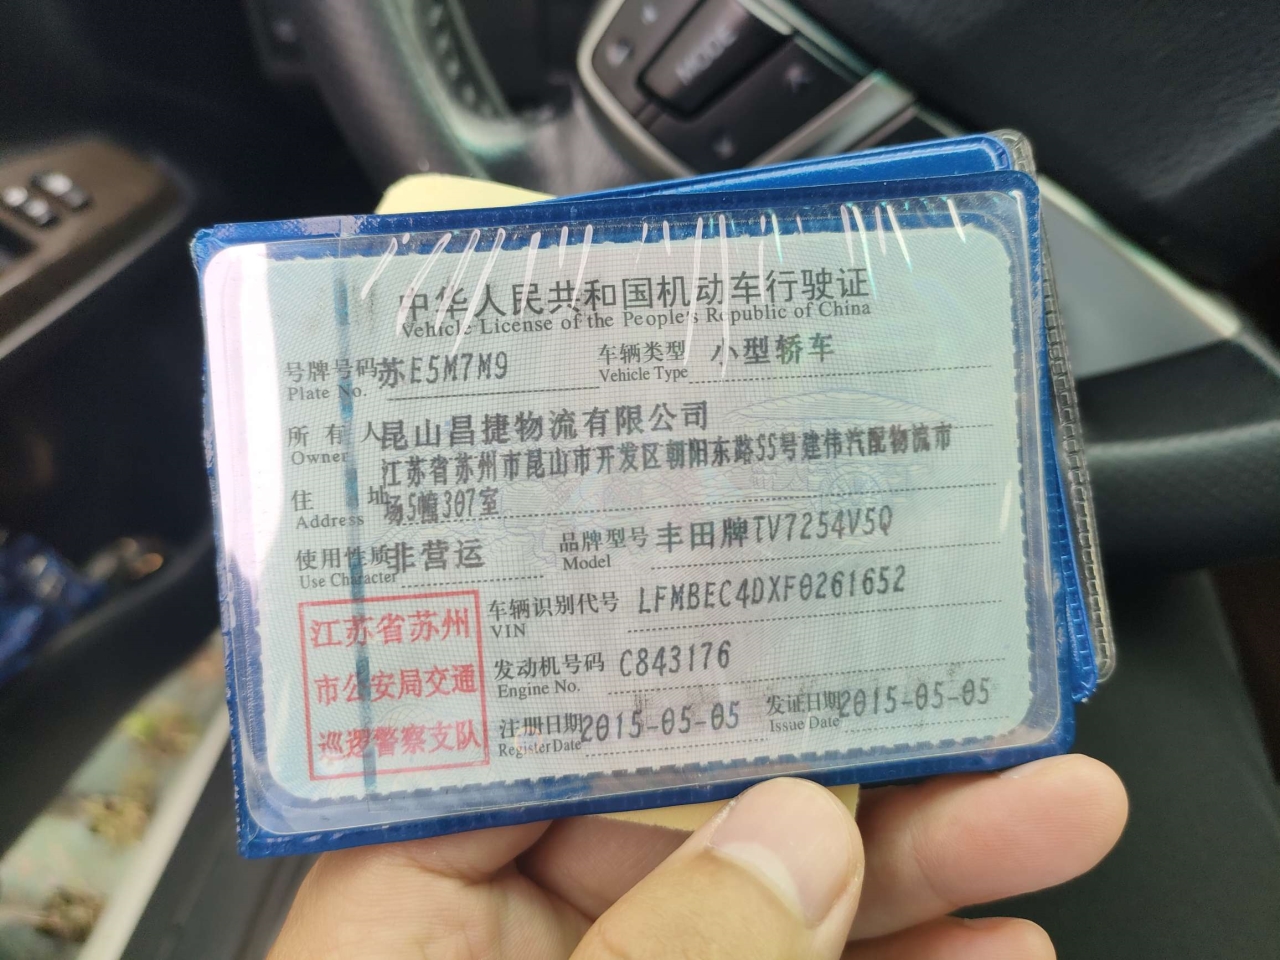 MODE
中华人民共和国机动车行驶证
Vehicle License of the People's Republic of China
号牌号码 苏E5M7M9 车辆类型 小型轿车
Plate No. Vehicle Type
所有人 昆山昌捷物流有限公司
Owner
江苏省苏州市昆山市开发区朝阳东路55号建伟汽配物流市
住址 场5幢307室
Address
使用性质 非营运 品牌型号 丰田牌TV7254V5Q
Use Character Model
车辆识别代号 LFMBEC4DXF0261652
VIN
发动机号码 C843176
Engine No.
注册日期 2015-05-05 发证日期 2015-05-05
Register Date Issue Date
江苏省苏州
市公安局交通
巡逻警察支队